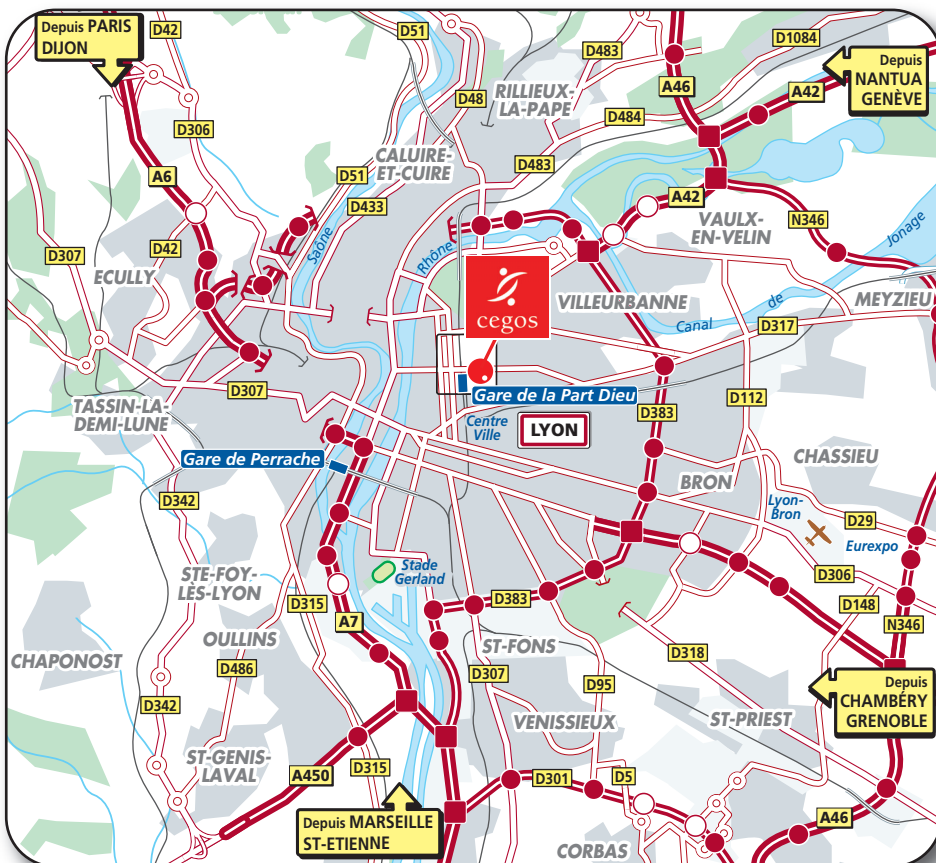 Depuis PARIS
DIJON
D42
D51
D483
D1084
Depuis
NANTUA
GENÈVE
A46
A42
RILLIEUX-
LA-PAPE
D48
D484
D306
CALUIRE-
ET-CUIRE
D483
A6
D51
D433
A42
VAULX-
EN-VELIN
N346
Jonage
D42
Saône
Rhône
D307
ECULLY
cegos
VILLEURBANNE
de
Canal
MEYZIEU
D317
D307
Gare de la Part Dieu
D112
TASSIN-LA-
DEMI-LUNE
Centre
Ville
LYON
D383
Gare de Perrache
CHASSIEU
BRON
D342
Lyon-
Bron
D29
Eurexpo
Stade
Gerland
STE-FOY-
LÈS-LYON
D306
D315
D383
D148
A7
N346
OULLINS
ST-FONS
CHAPONOST
D486
D307
D318
D95
Depuis
CHAMBÉRY
GRENOBLE
D342
VENISSIEUX
ST-PRIEST
ST-GENIS-
LAVAL
A450
D315
D301
D5
Depuis MARSEILLE
ST-ETIENNE
A46
CORBAS